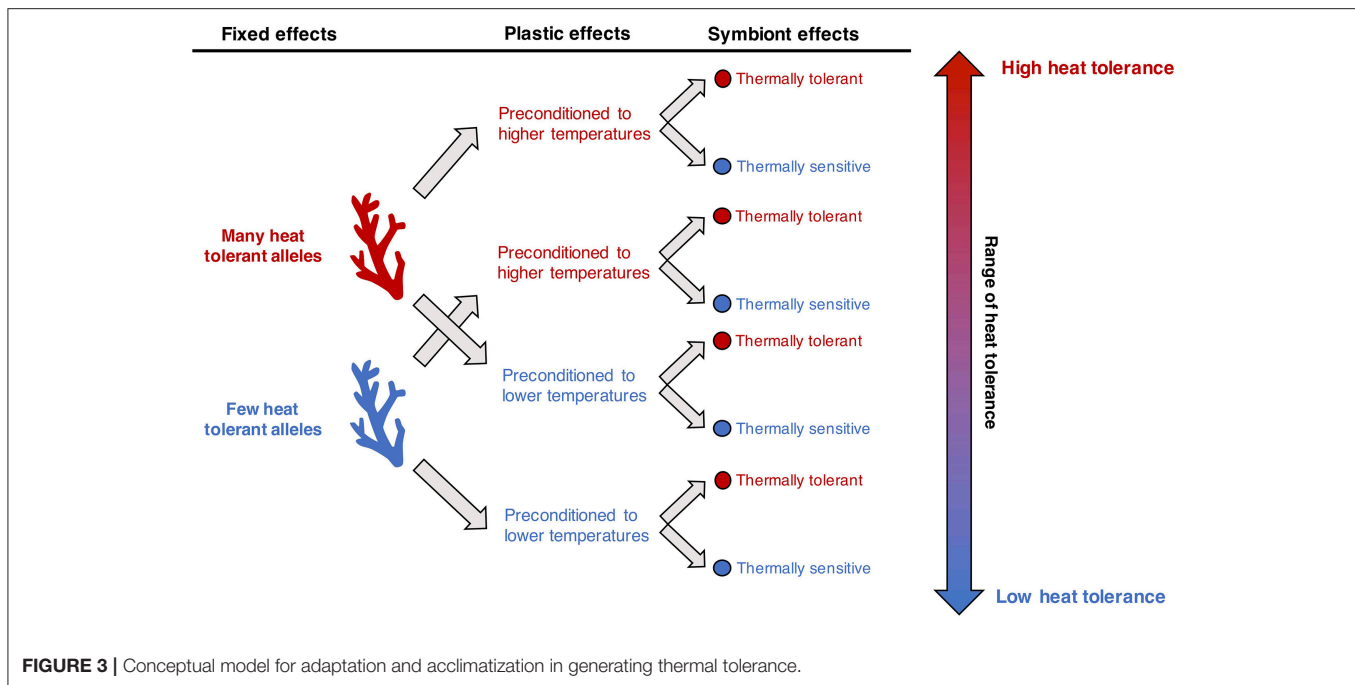 Fixed effects
Plastic effects
Symbiont effects
Many heat
tolerant alleles
Few heat
tolerant alleles
Preconditioned to
higher temperatures
Preconditioned to
higher temperatures
Preconditioned to
lower temperatures
Preconditioned to
lower temperatures
Thermally tolerant
Thermally sensitive
Thermally tolerant
Thermally sensitive
Thermally tolerant
Thermally sensitive
Thermally tolerant
Thermally sensitive
High heat tolerance
Range of heat tolerance
Low heat tolerance
FIGURE 3 | Conceptual model for adaptation and acclimatization in generating thermal tolerance.